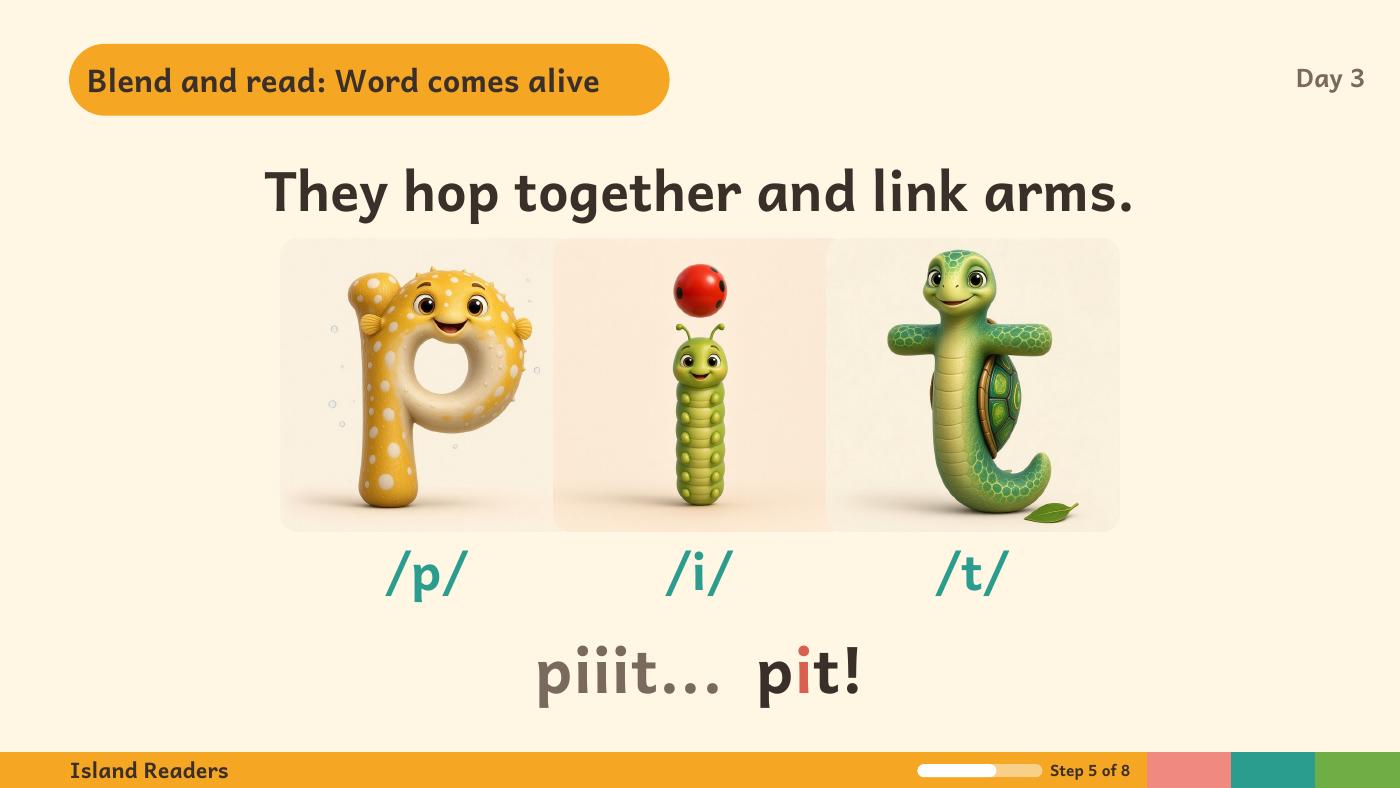 Blend and read: Word comes alive
Day 3
They hop together and link arms.
p i t
/p/ /i/ /t/
piiit... pit!
Island Readers
Step 5 of 8